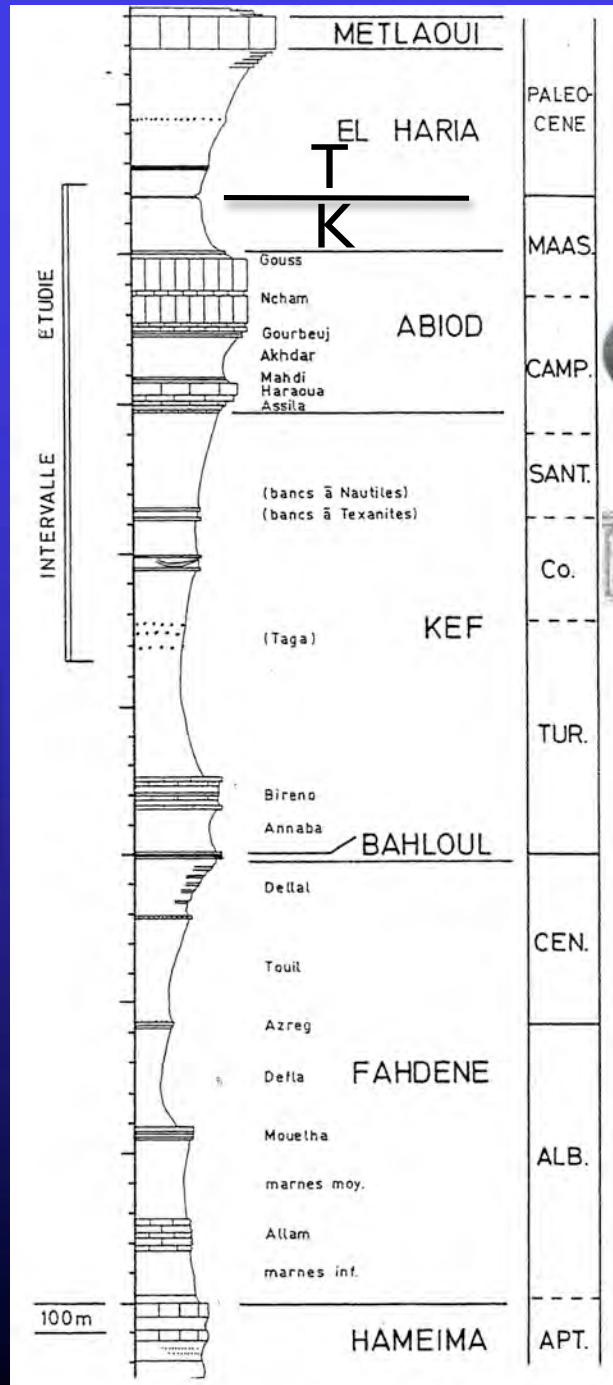 METLAOUI
PALEO-
CENE
EL HARIA
T
K
MAAS.
Gouss
Ncham
ETUDIE
ABIOD
Gourbeuj
Akhdar
CAMP.
Mahdi
Haraoua
Assila
SANT.
(bancs ā Nautiles)
(bancs ā Texanites)
INTERVALLE
Co.
KEF
(Taga)
TUR.
Bireno
Annaba
BAHLOUL
Dellal
CEN.
Touil
Azreg
Defla
FAHDENE
Mouelha
ALB.
marnes moy.
Allam
marnes inf.
100m
HAMEIMA
APT.